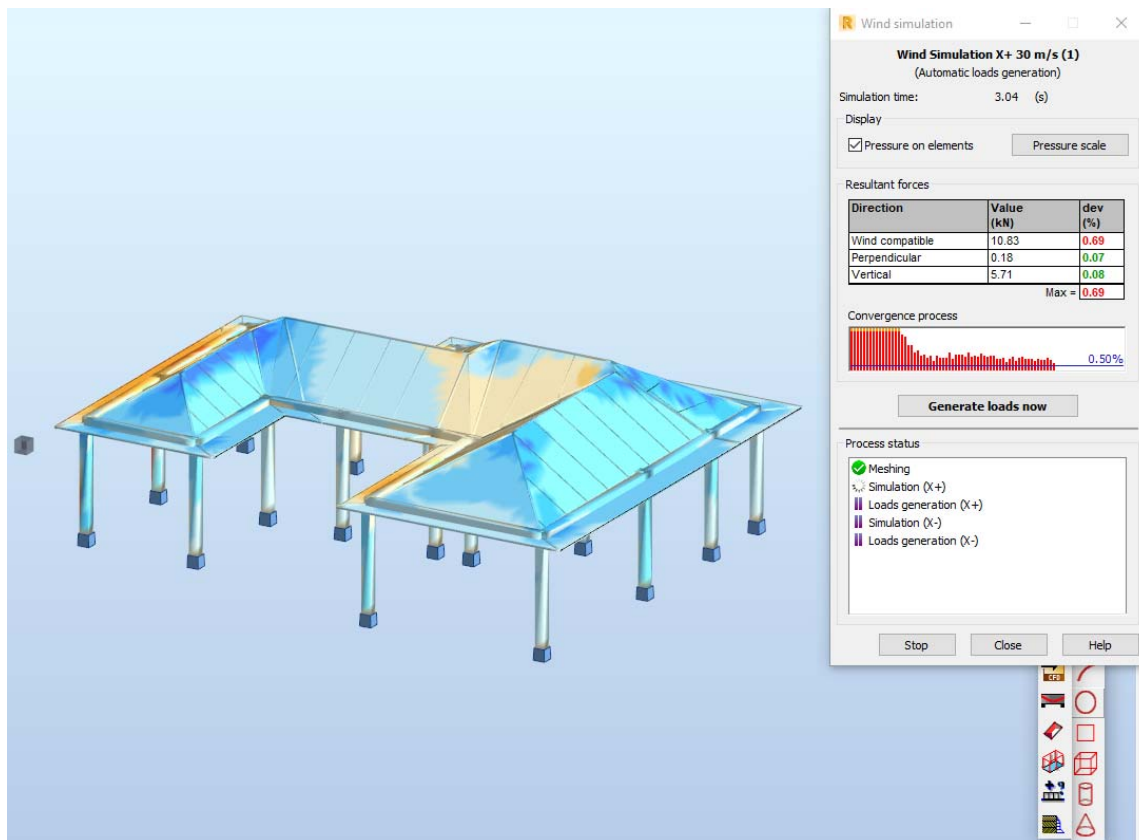 R Wind simulation
Wind Simulation X+ 30 m/s (1)
(Automatic loads generation)
Simulation time: 3.04 (s)
Display
Pressure on elements Pressure scale
Resultant forces
Direction Value (kN) dev (%)
Wind compatible 10.83 0.69
Perpendicular 0.18 0.07
Vertical 5.71 0.08
Max = 0.69
Convergence process
0.50%
Generate loads now
Process status
Meshing
Simulation (X+)
Loads generation (X+)
Simulation (X-)
Loads generation (X-)
Stop Close Help
CFD